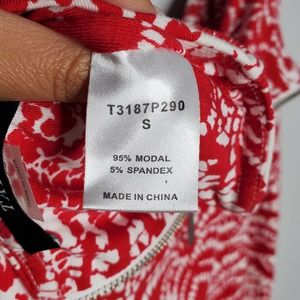 T3187P290
S
95% MODAL
5% SPANDEX
MADE IN CHINA